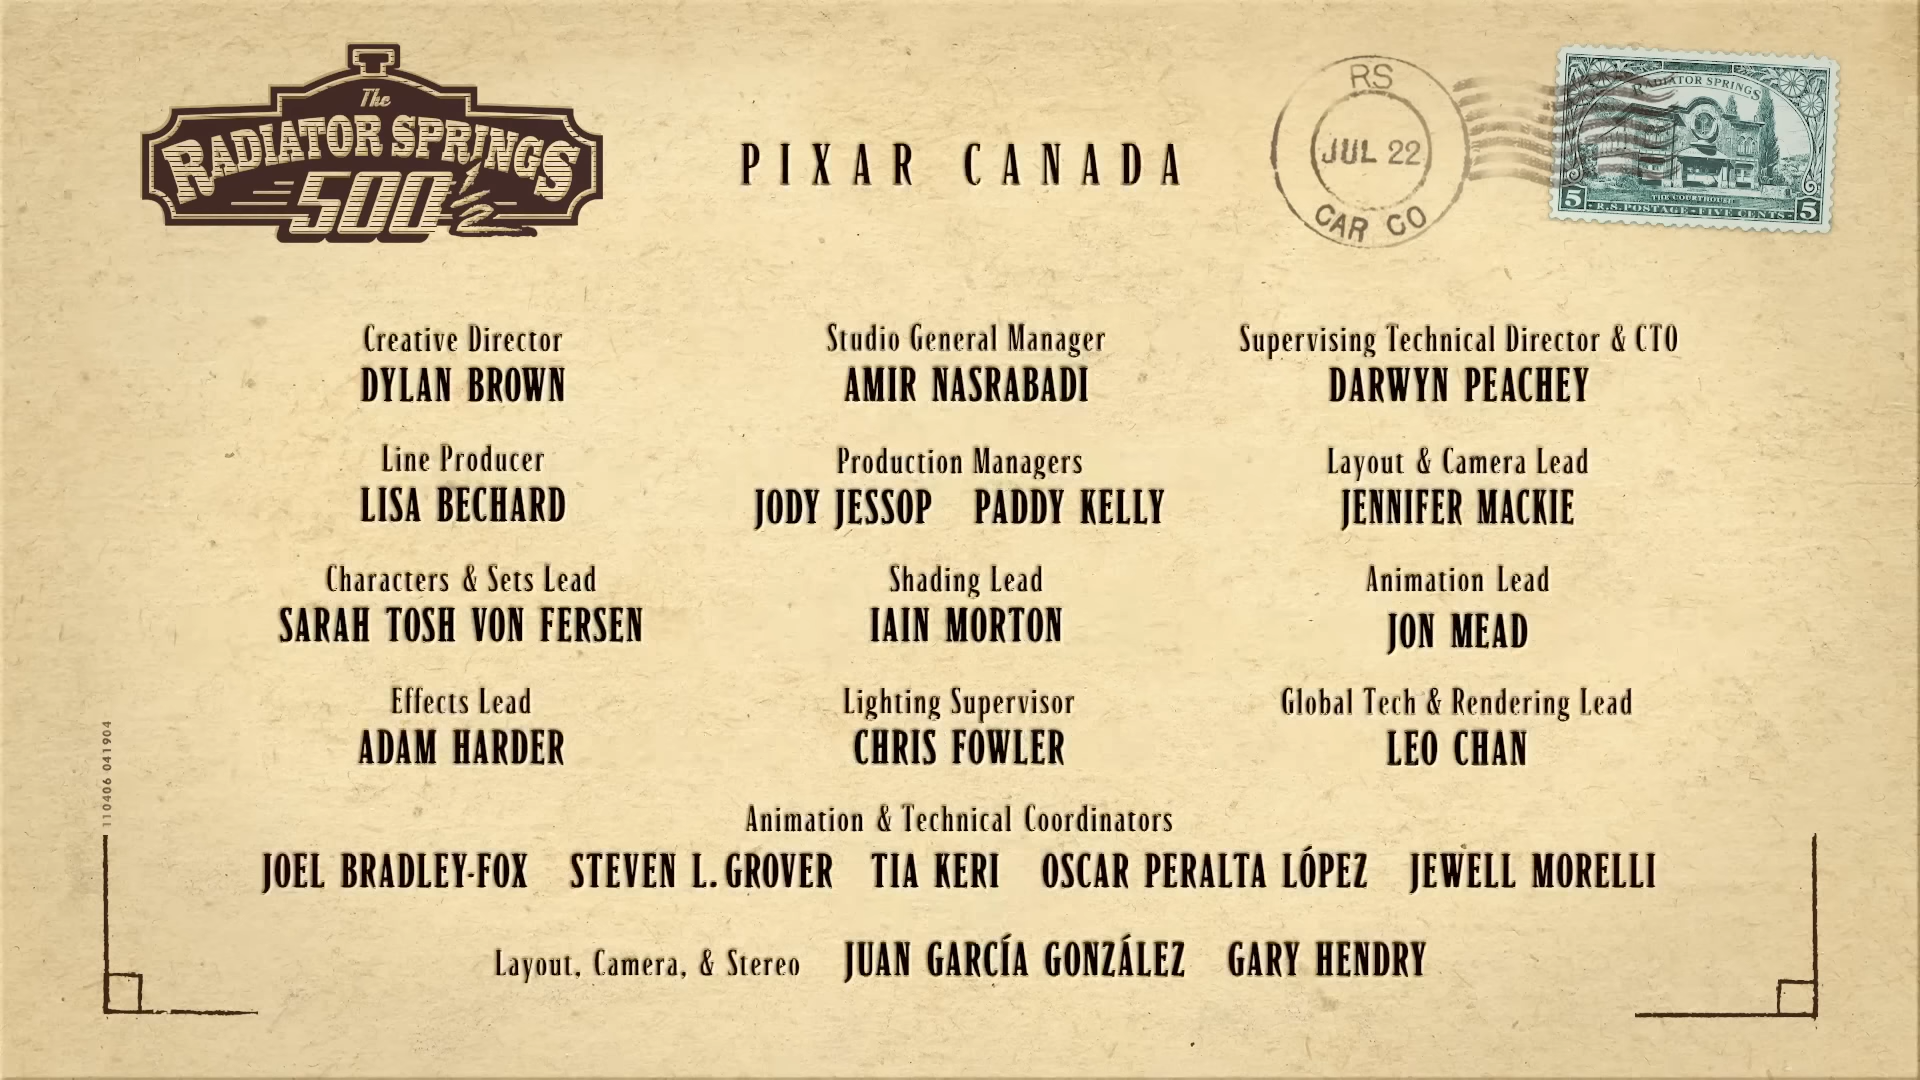 The
RADIATOR SPRINGS
500½
PIXAR CANADA
RS
JUL 22
CAR CO
RADIATOR SPRINGS
THE COURTHOUSE
5 R.S. POSTAGE - FIVE CENTS 5
Creative Director
DYLAN BROWN
Studio General Manager
AMIR NASRABADI
Supervising Technical Director & CTO
DARWYN PEACHEY
Line Producer
LISA BECHARD
Production Managers
JODY JESSOP PADDY KELLY
Layout & Camera Lead
JENNIFER MACKIE
Characters & Sets Lead
SARAH TOSH VON FERSEN
Shading Lead
IAIN MORTON
Animation Lead
JON MEAD
Effects Lead
ADAM HARDER
Lighting Supervisor
CHRIS FOWLER
Global Tech & Rendering Lead
LEO CHAN
Animation & Technical Coordinators
JOEL BRADLEY-FOX STEVEN L. GROVER TIA KERI OSCAR PERALTA LÓPEZ JEWELL MORELLI
Layout, Camera, & Stereo JUAN GARCÍA GONZÁLEZ GARY HENDRY
110406 041904